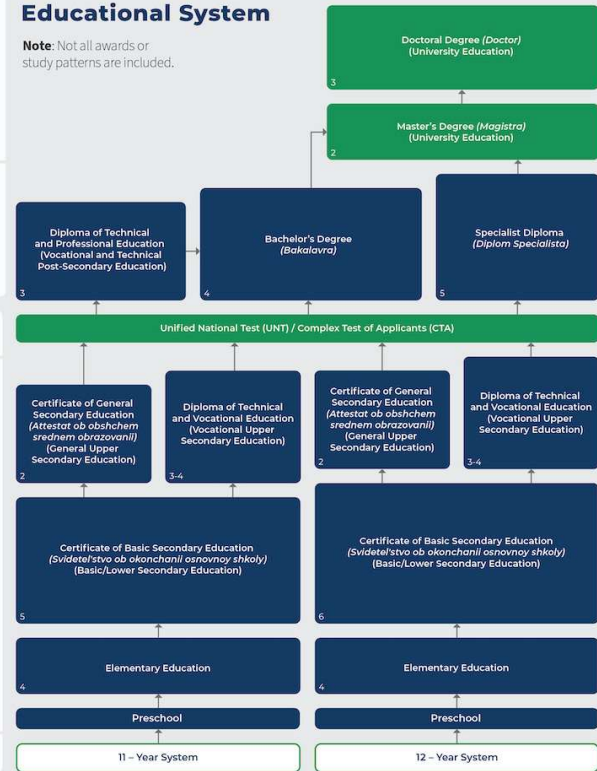 Educational System
Note: Not all awards or
study patterns are included.
Doctoral Degree (Doctor)
(University Education)
3
Master's Degree (Magistra)
(University Education)
2
Diploma of Technical
and Professional Education
(Vocational and Technical
Post-Secondary Education)
3
Bachelor's Degree
(Bakalavra)
4
Specialist Diploma
(Diplom Specialista)
5
Unified National Test (UNT) / Complex Test of Applicants (CTA)
Certificate of General
Secondary Education
(Attestat ob obshchem
srednem obrazovanii)
(General Upper
Secondary Education)
2
Diploma of Technical
and Vocational Education
(Vocational Upper
Secondary Education)
3-4
Certificate of General
Secondary Education
(Attestat ob obshchem
srednem obrazovanii)
(General Upper
Secondary Education)
2
Diploma of Technical
and Vocational Education
(Vocational Upper
Secondary Education)
3-4
Certificate of Basic Secondary Education
(Svidetel'stvo ob okonchanii osnovnoy shkoly)
(Basic/Lower Secondary Education)
5
Certificate of Basic Secondary Education
(Svidetel'stvo ob okonchanii osnovnoy shkoly)
(Basic/Lower Secondary Education)
6
Elementary Education
4
Elementary Education
4
Preschool
Preschool
11 – Year System
12 – Year System